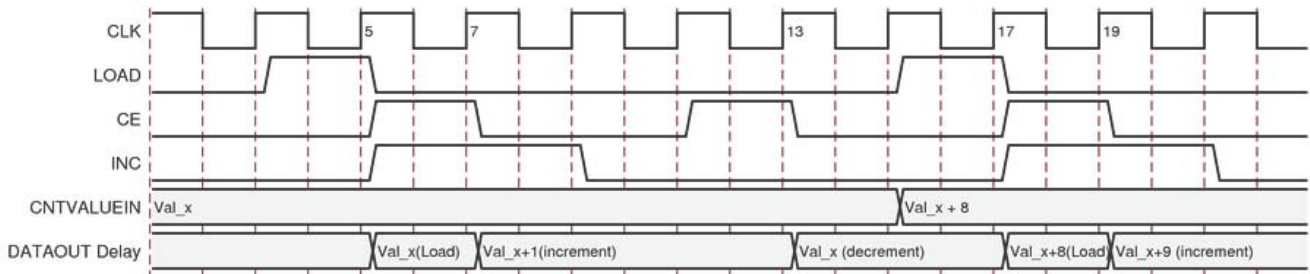 CLK 5 7 13 17 19
LOAD
CE
INC
CNTVALUEIN Val_x Val_x + 8
DATAOUT Delay Val_x(Load) Val_x+1(increment) Val_x (decrement) Val_x+8(Load) Val_x+9 (increment)